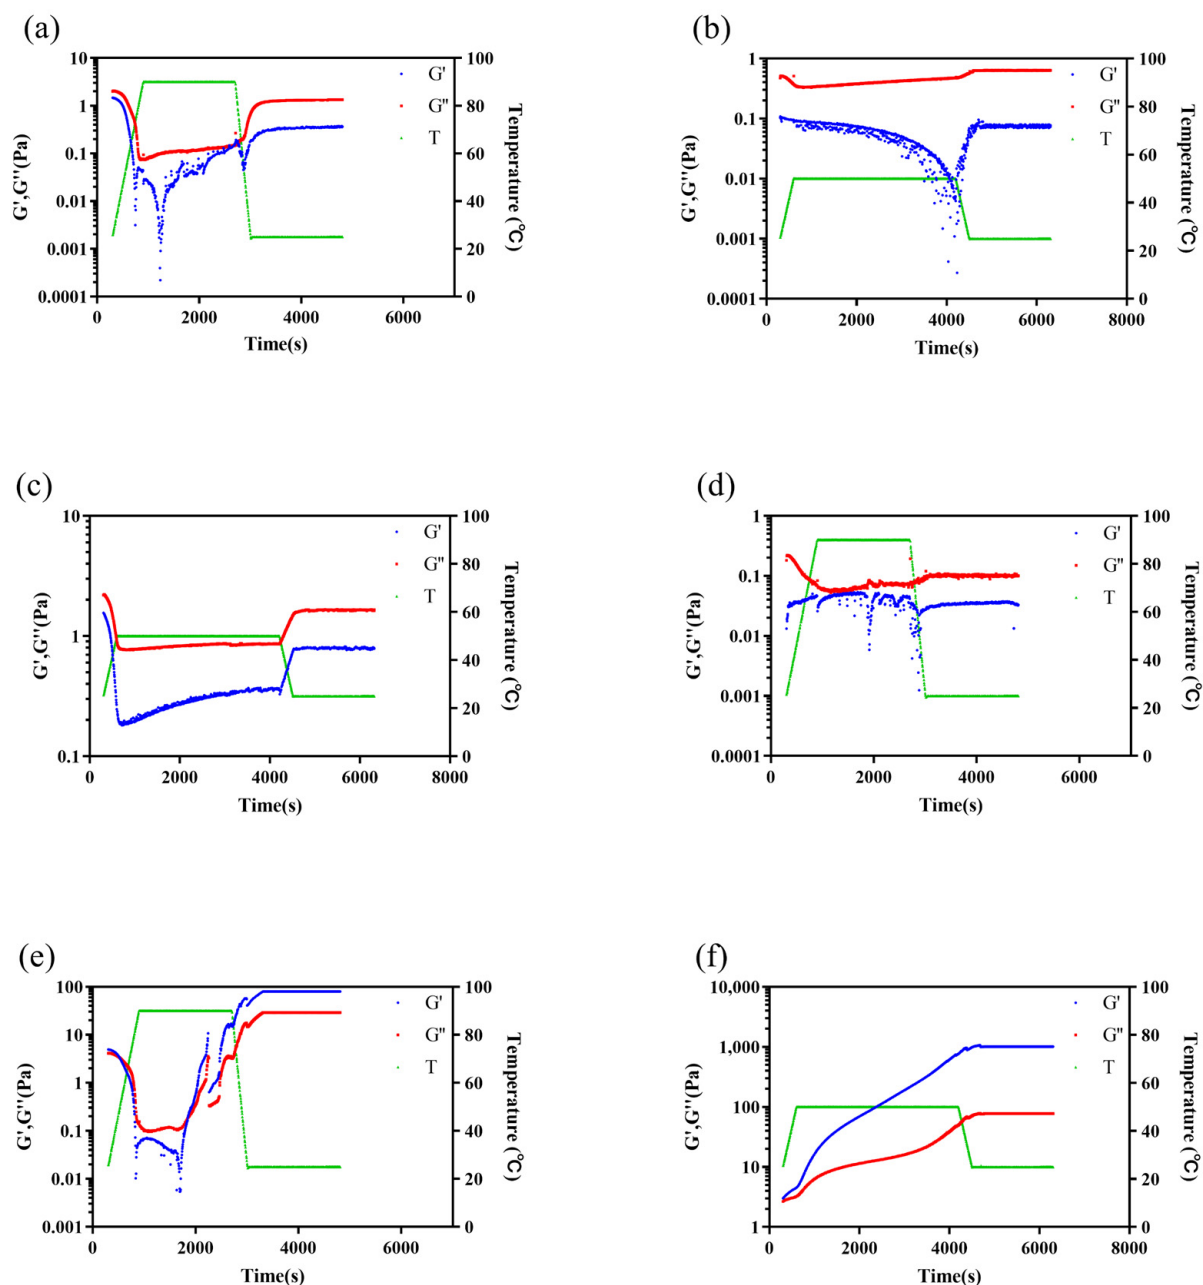 (a)
10
1
0.1
0.01
0.001
0.0001
G',G''(Pa)
0 2000 4000 6000
Time(s)
100
80
60
40
20
0
Temperature (℃)
G'
G''
T
(b)
1
0.1
0.01
0.001
0.0001
G',G''(Pa)
0 2000 4000 6000 8000
Time(s)
100
80
60
40
20
0
Temperature (℃)
G'
G''
T
(c)
10
1
0.1
G',G''(Pa)
0 2000 4000 6000 8000
Time(s)
100
80
60
40
20
0
Temperature (℃)
G'
G''
T
(d)
1
0.1
0.01
0.001
0.0001
G',G''(Pa)
0 2000 4000 6000
Time(s)
100
80
60
40
20
0
Temperature (℃)
G'
G''
T
(e)
100
10
1
0.1
0.01
0.001
G',G''(Pa)
0 2000 4000 6000
Time(s)
100
80
60
40
20
0
Temperature (℃)
G'
G''
T
(f)
10,000
1,000
100
10
1
G',G''(Pa)
0 2000 4000 6000 8000
Time(s)
100
80
60
40
20
0
Temperature (℃)
G'
G''
T